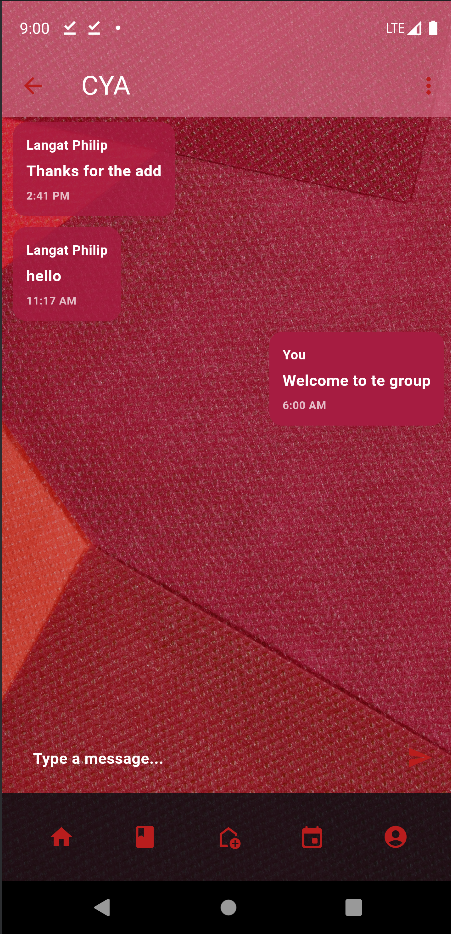 9:00
LTE
CYA
Langat Philip
Thanks for the add
2:41 PM
Langat Philip
hello
11:17 AM
You
Welcome to te group
6:00 AM
Type a message...